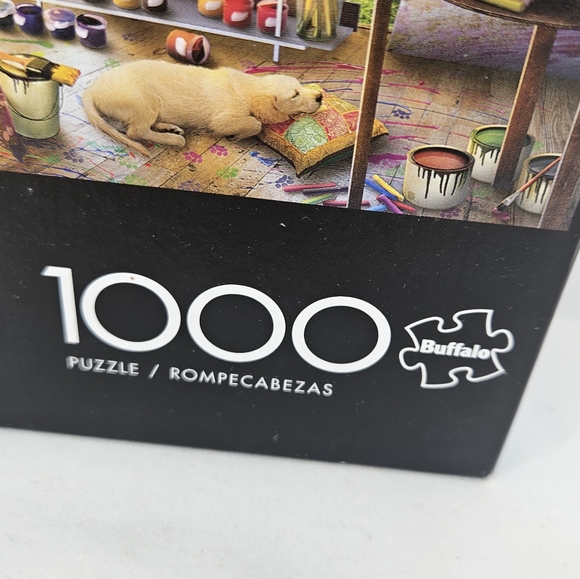 1000
PUZZLE / ROMPECABEZAS
Buffalo